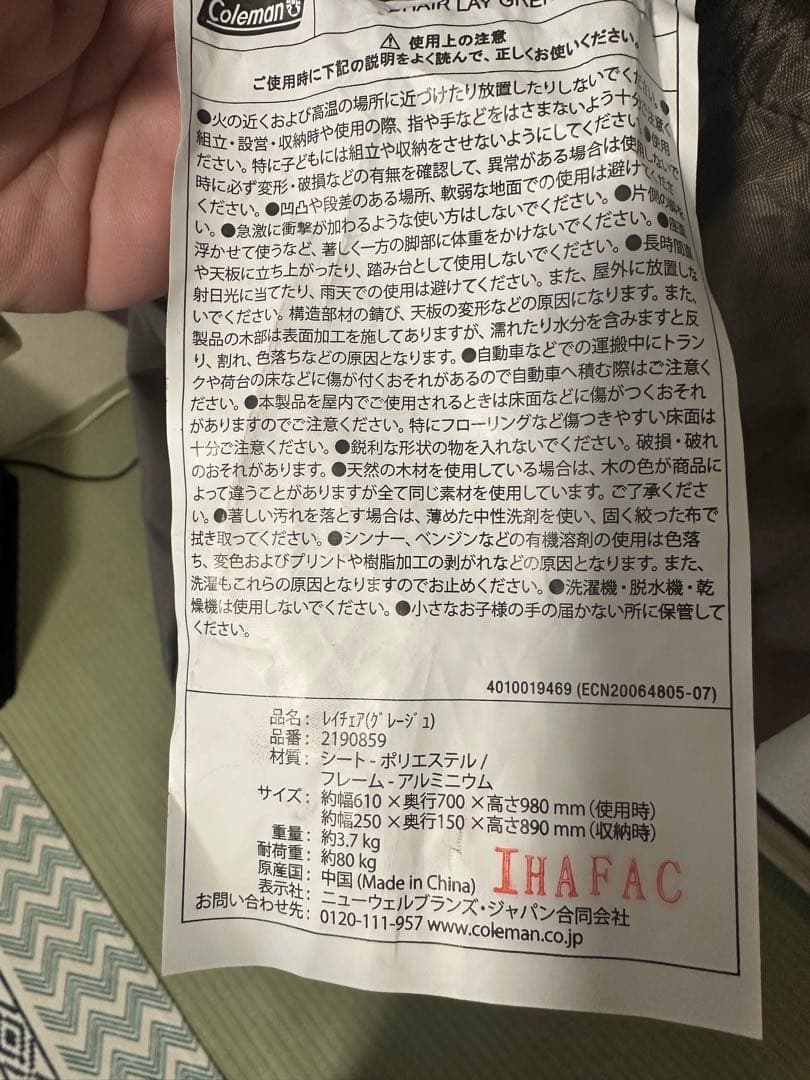 Coleman
CHAIR LAY GRE
⚠ 使用上の注意
ご使用時に下記の説明をよく読んで、正しくお使いください。
●火の近くおよび高温の場所に近づけたり放置したりしないでください。●
組立・設営・収納時や使用の際、指や手などをはさまないよう十分注意く
ださい。特に子どもには組立や収納をさせないようにしてください。●使用
時に必ず変形・破損などの有無を確認して、異常がある場合は使用しないで
ください。●凹凸や段差のある場所、軟弱な地面での使用は避けてくださ
い。●急激に衝撃が加わるような使い方はしないでください。●片側の
浮かせて使うなど、著しく一方の脚部に体重をかけないでください。●座面
や天板に立ち上がったり、踏み台として使用しないでください。●長時間直
射日光に当てたり、雨天での使用は避けてください。また、屋外に放置しな
いでください。構造部材の錆び、天板の変形などの原因になります。また、
製品の木部は表面加工を施してありますが、濡れたり水分を含みますと反
り、割れ、色落ちなどの原因となります。●自動車などでの運搬中にトラン
クや荷台の床などに傷が付くおそれがあるので自動車へ積む際はご注意く
ださい。●本製品を屋内でご使用されるときは床面などに傷がつくおそれ
がありますのでご注意ください。特にフローリングなど傷つきやすい床面は
十分ご注意ください。●鋭利な形状の物を入れないでください。破損・破れ
のおそれがあります。●天然の木材を使用している場合は、木の色が商品に
よって違うことがありますが全て同じ素材を使用しています。ご了承くださ
い。●著しい汚れを落とす場合は、薄めた中性洗剤を使い、固く絞った布で
拭き取ってください。●シンナー、ベンジンなどの有機溶剤の使用は色落
ち、変色およびプリントや樹脂加工の剥がれなどの原因となります。また、
洗濯もこれらの原因となりますのでお止めください。●洗濯機・脱水機・乾
燥機は使用しないでください。●小さなお子様の手の届かない所に保管して
ください。
4010019469 (ECN20064805-07)
品名：レイチェア(グレージュ)
品番：2190859
材質：シート - ポリエステル /
フレーム - アルミニウム
サイズ：約幅610 × 奥行700 × 高さ980 mm (使用時)
約幅250 × 奥行150 × 高さ890 mm (収納時)
重量：約3.7 kg
耐荷重：約80 kg
原産国：中国 (Made in China)
IHAFAC
表示社：ニューウェルブランズ・ジャパン合同会社
お問い合わせ先：0120-111-957 www.coleman.co.jp